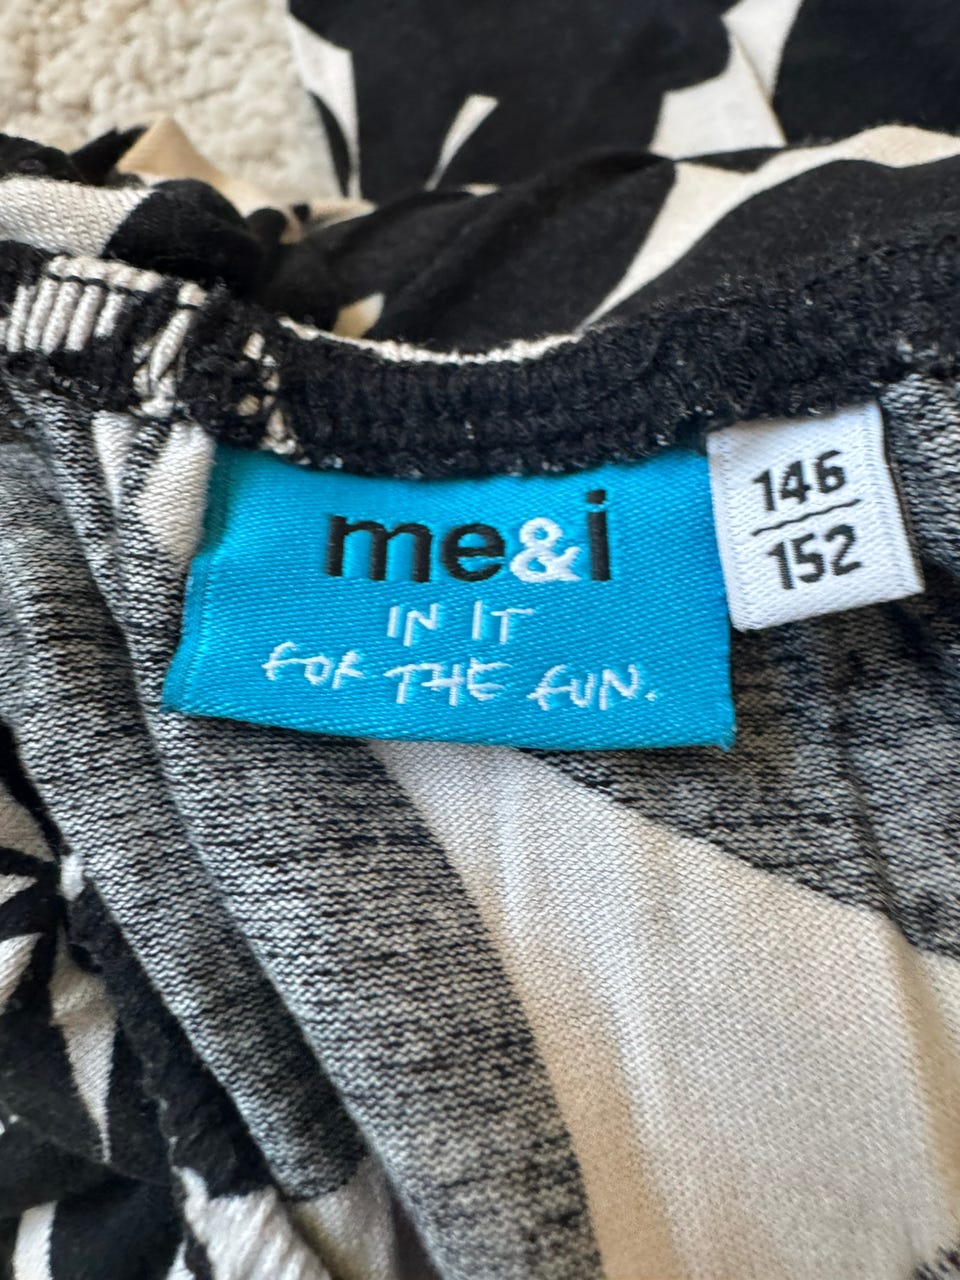 me&i
IN IT
FOR THE FUN.
146
152